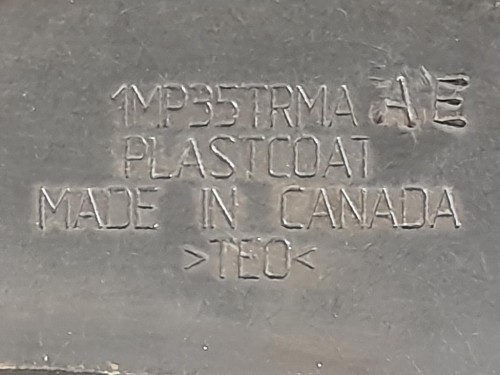 1MP35TRMA AE
PLASTCOAT
MADE IN CANADA
>TEO<